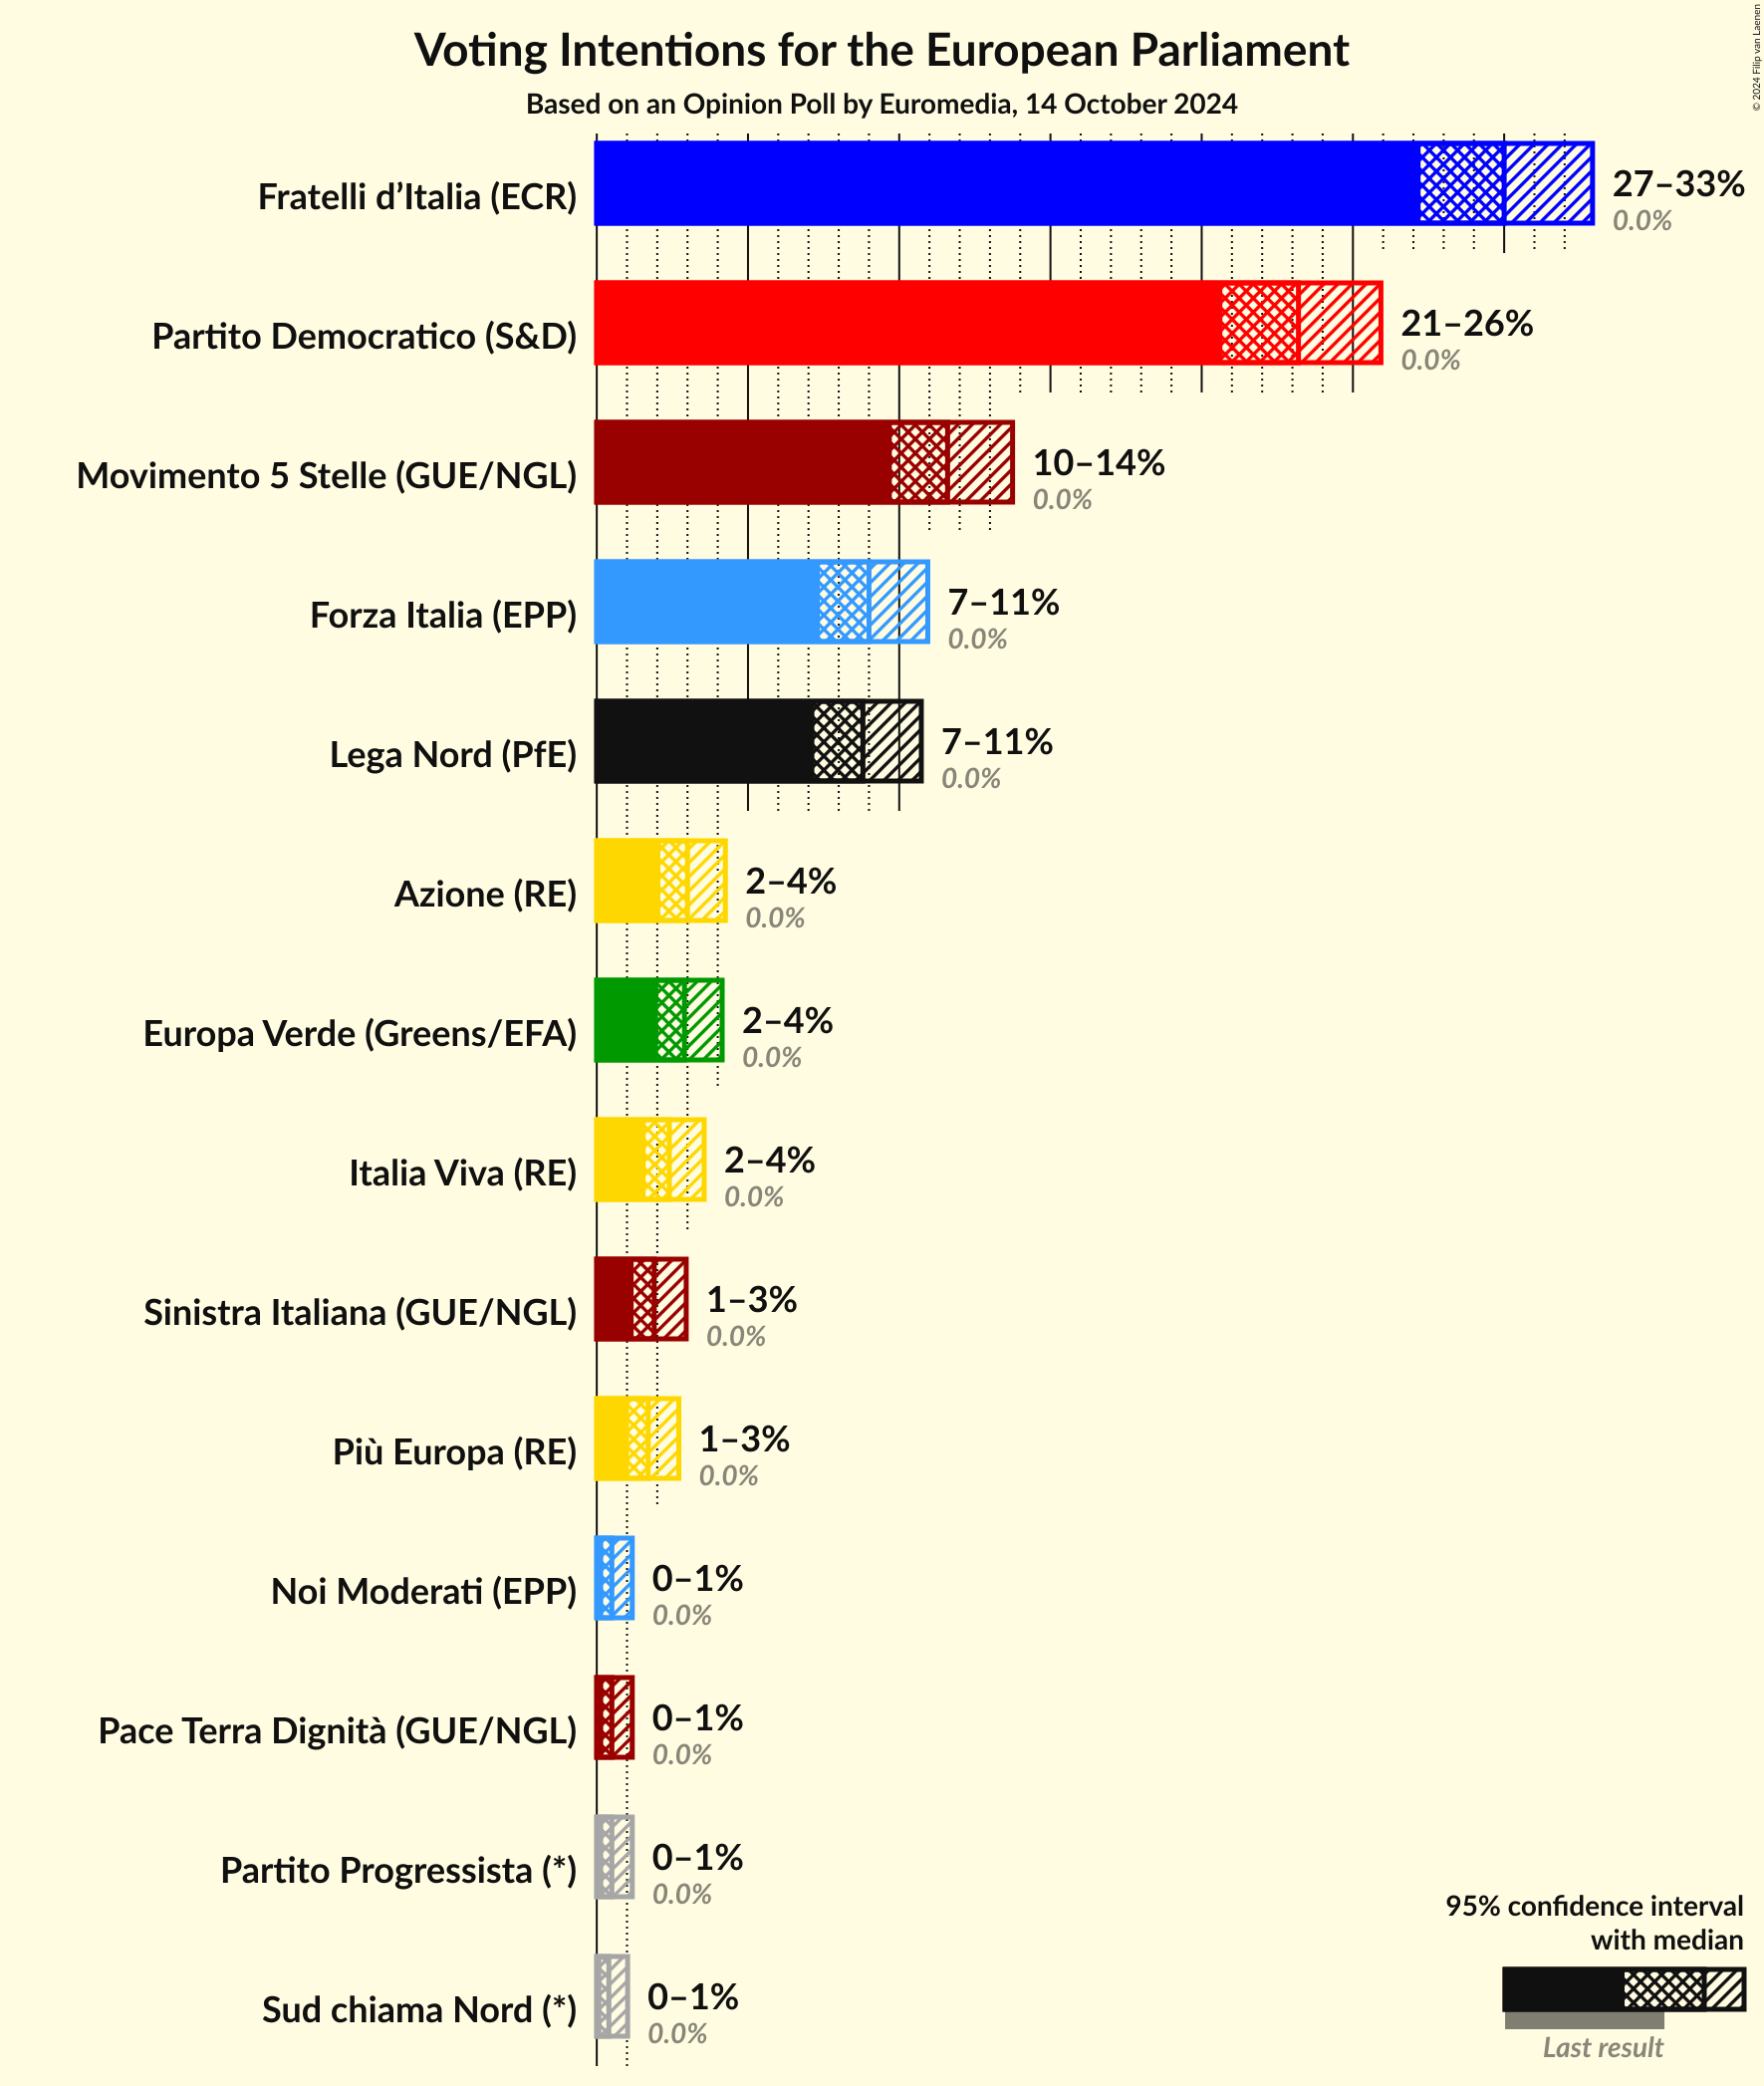 Voting Intentions for the European Parliament
Based on an Opinion Poll by Euromedia, 14 October 2024
© 2024 Filip van Laenen
Fratelli d’Italia (ECR)
27–33%
0.0%
Partito Democratico (S&D)
21–26%
0.0%
Movimento 5 Stelle (GUE/NGL)
10–14%
0.0%
Forza Italia (EPP)
7–11%
0.0%
Lega Nord (PfE)
7–11%
0.0%
Azione (RE)
2–4%
0.0%
Europa Verde (Greens/EFA)
2–4%
0.0%
Italia Viva (RE)
2–4%
0.0%
Sinistra Italiana (GUE/NGL)
1–3%
0.0%
Più Europa (RE)
1–3%
0.0%
Noi Moderati (EPP)
0–1%
0.0%
Pace Terra Dignità (GUE/NGL)
0–1%
0.0%
Partito Progressista (*)
0–1%
0.0%
Sud chiama Nord (*)
0–1%
0.0%
95% confidence interval
with median
Last result